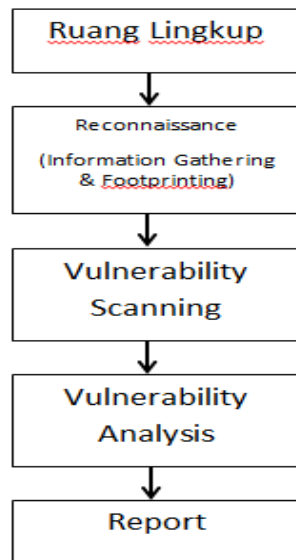 Ruang Lingkup
Reconnaissance
(Information Gathering
& Footprinting)
Vulnerability
Scanning
Vulnerability
Analysis
Report